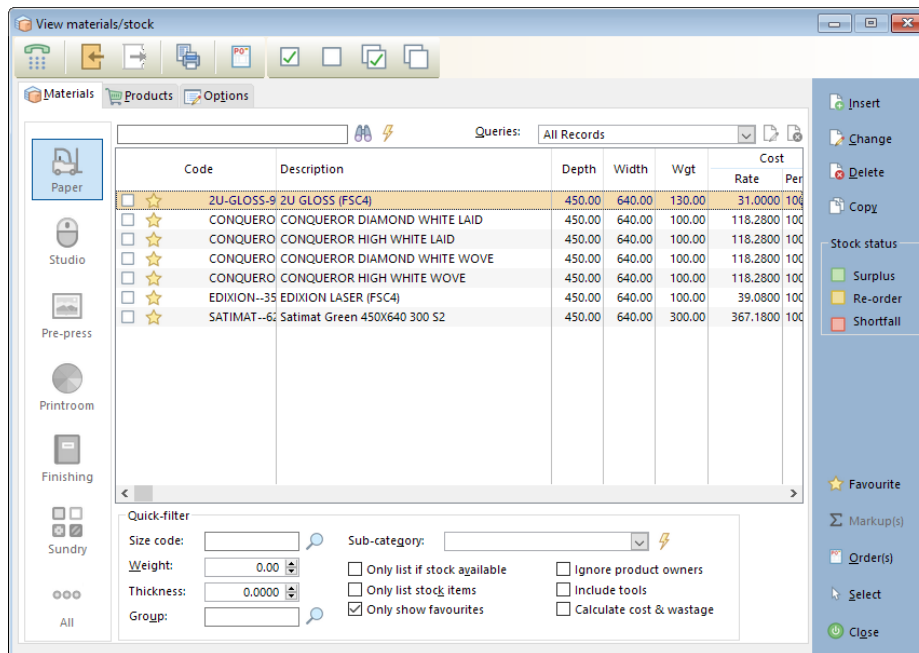 View materials/stock
Materials Products Options
Queries: All Records
Code Description Depth Width Wgt Cost
Rate Per
2U-GLOSS-9 2U GLOSS (FSC4) 450.00 640.00 130.00 31.0000 100
CONQUERO CONQUEROR DIAMOND WHITE LAID 450.00 640.00 100.00 118.2800 100
CONQUERO CONQUEROR HIGH WHITE LAID 450.00 640.00 100.00 118.2800 100
CONQUERO CONQUEROR DIAMOND WHITE WOVE 450.00 640.00 100.00 118.2800 100
CONQUERO CONQUEROR HIGH WHITE WOVE 450.00 640.00 100.00 118.2800 100
EDIXION--35 EDIXION LASER (FSC4) 450.00 640.00 100.00 39.0800 100
SATIMAT--62 Satimat Green 450X640 300 S2 450.00 640.00 300.00 367.1800 100
Paper
Studio
Pre-press
Printroom
Finishing
Sundry
All
Quick-filter
Size code: Sub-category:
Weight: 0.00 Only list if stock available Ignore product owners
Thickness: 0.0000 Only list stock items Include tools
Group: Only show favourites Calculate cost & wastage
Insert
Change
Delete
Copy
Stock status
Surplus
Re-order
Shortfall
Favourite
Markup(s)
Order(s)
Select
Close